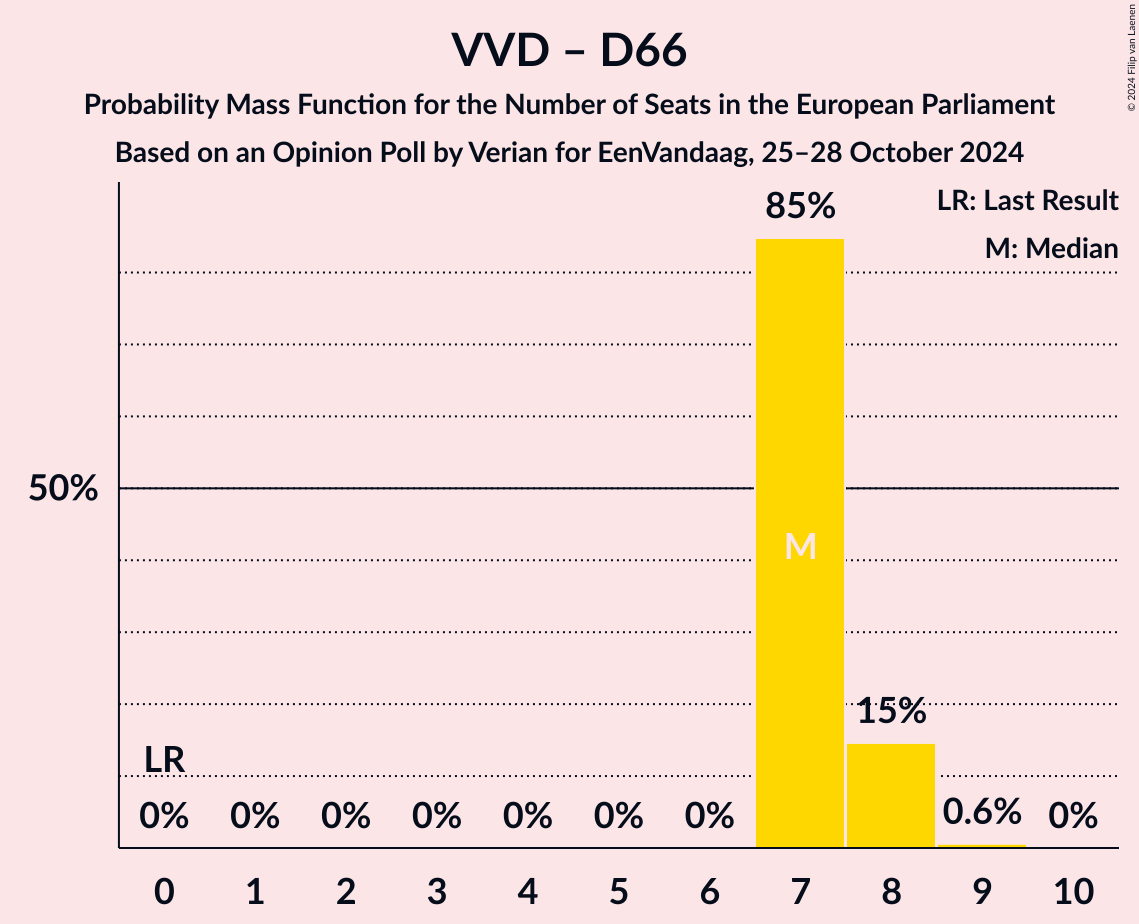 VVD – D66
Probability Mass Function for the Number of Seats in the European Parliament
Based on an Opinion Poll by Verian for EenVandaag, 25–28 October 2024
© 2024 Filip van Laenen
LR: Last Result
M: Median
85%
50%
M
15%
LR
0% 0% 0% 0% 0% 0% 0% 0.6% 0%
0 1 2 3 4 5 6 7 8 9 10